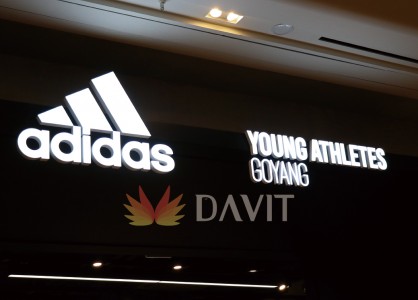 adidas
YOUNG ATHLETES
GOYANG
DAVIT